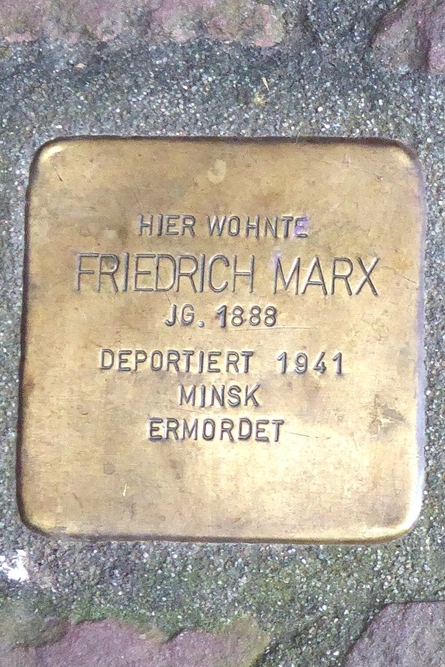 HIER WOHNTE
FRIEDRICH MARX
JG. 1888
DEPORTIERT 1941
MINSK
ERMORDET